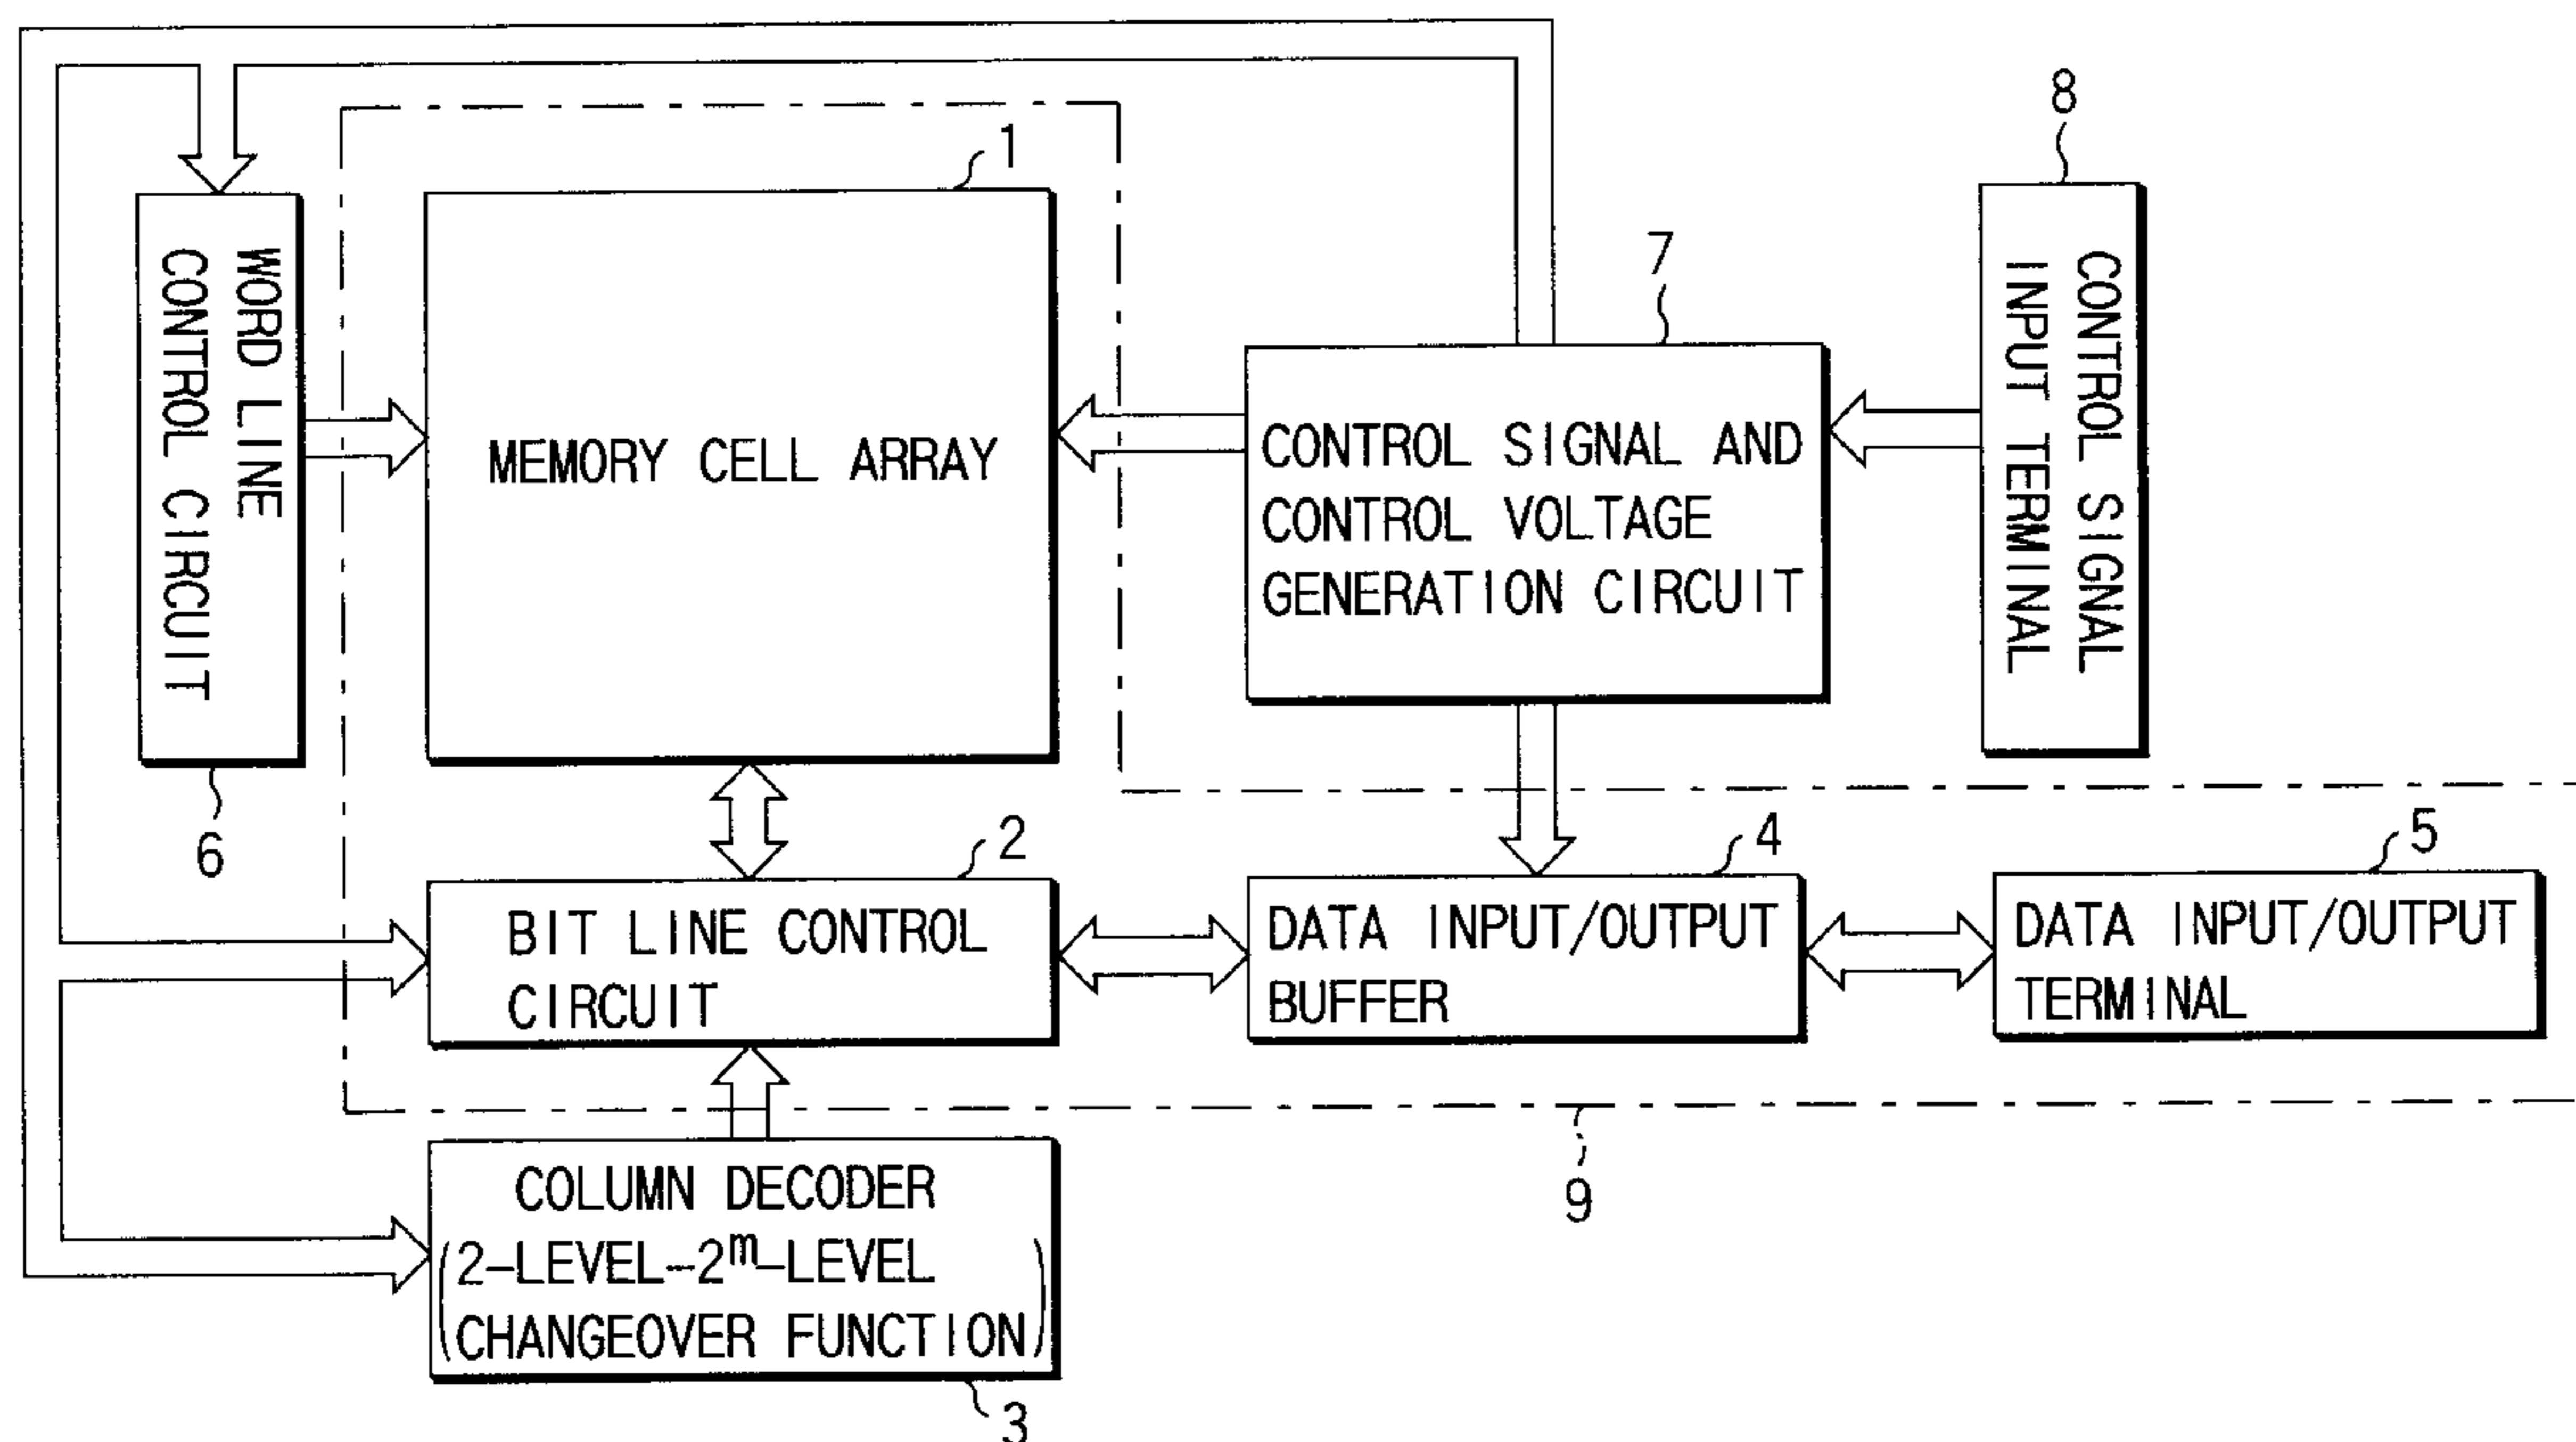 8
1
7
WORD LINE
CONTROL CIRCUIT
MEMORY CELL ARRAY
CONTROL SIGNAL AND
CONTROL VOLTAGE
GENERATION CIRCUIT
CONTROL SIGNAL
INPUT TERMINAL
6
2
4
5
BIT LINE CONTROL
CIRCUIT
DATA INPUT/OUTPUT
BUFFER
DATA INPUT/OUTPUT
TERMINAL
9
COLUMN DECODER
(2-LEVEL-2ᵐ-LEVEL
CHANGEOVER FUNCTION)
3